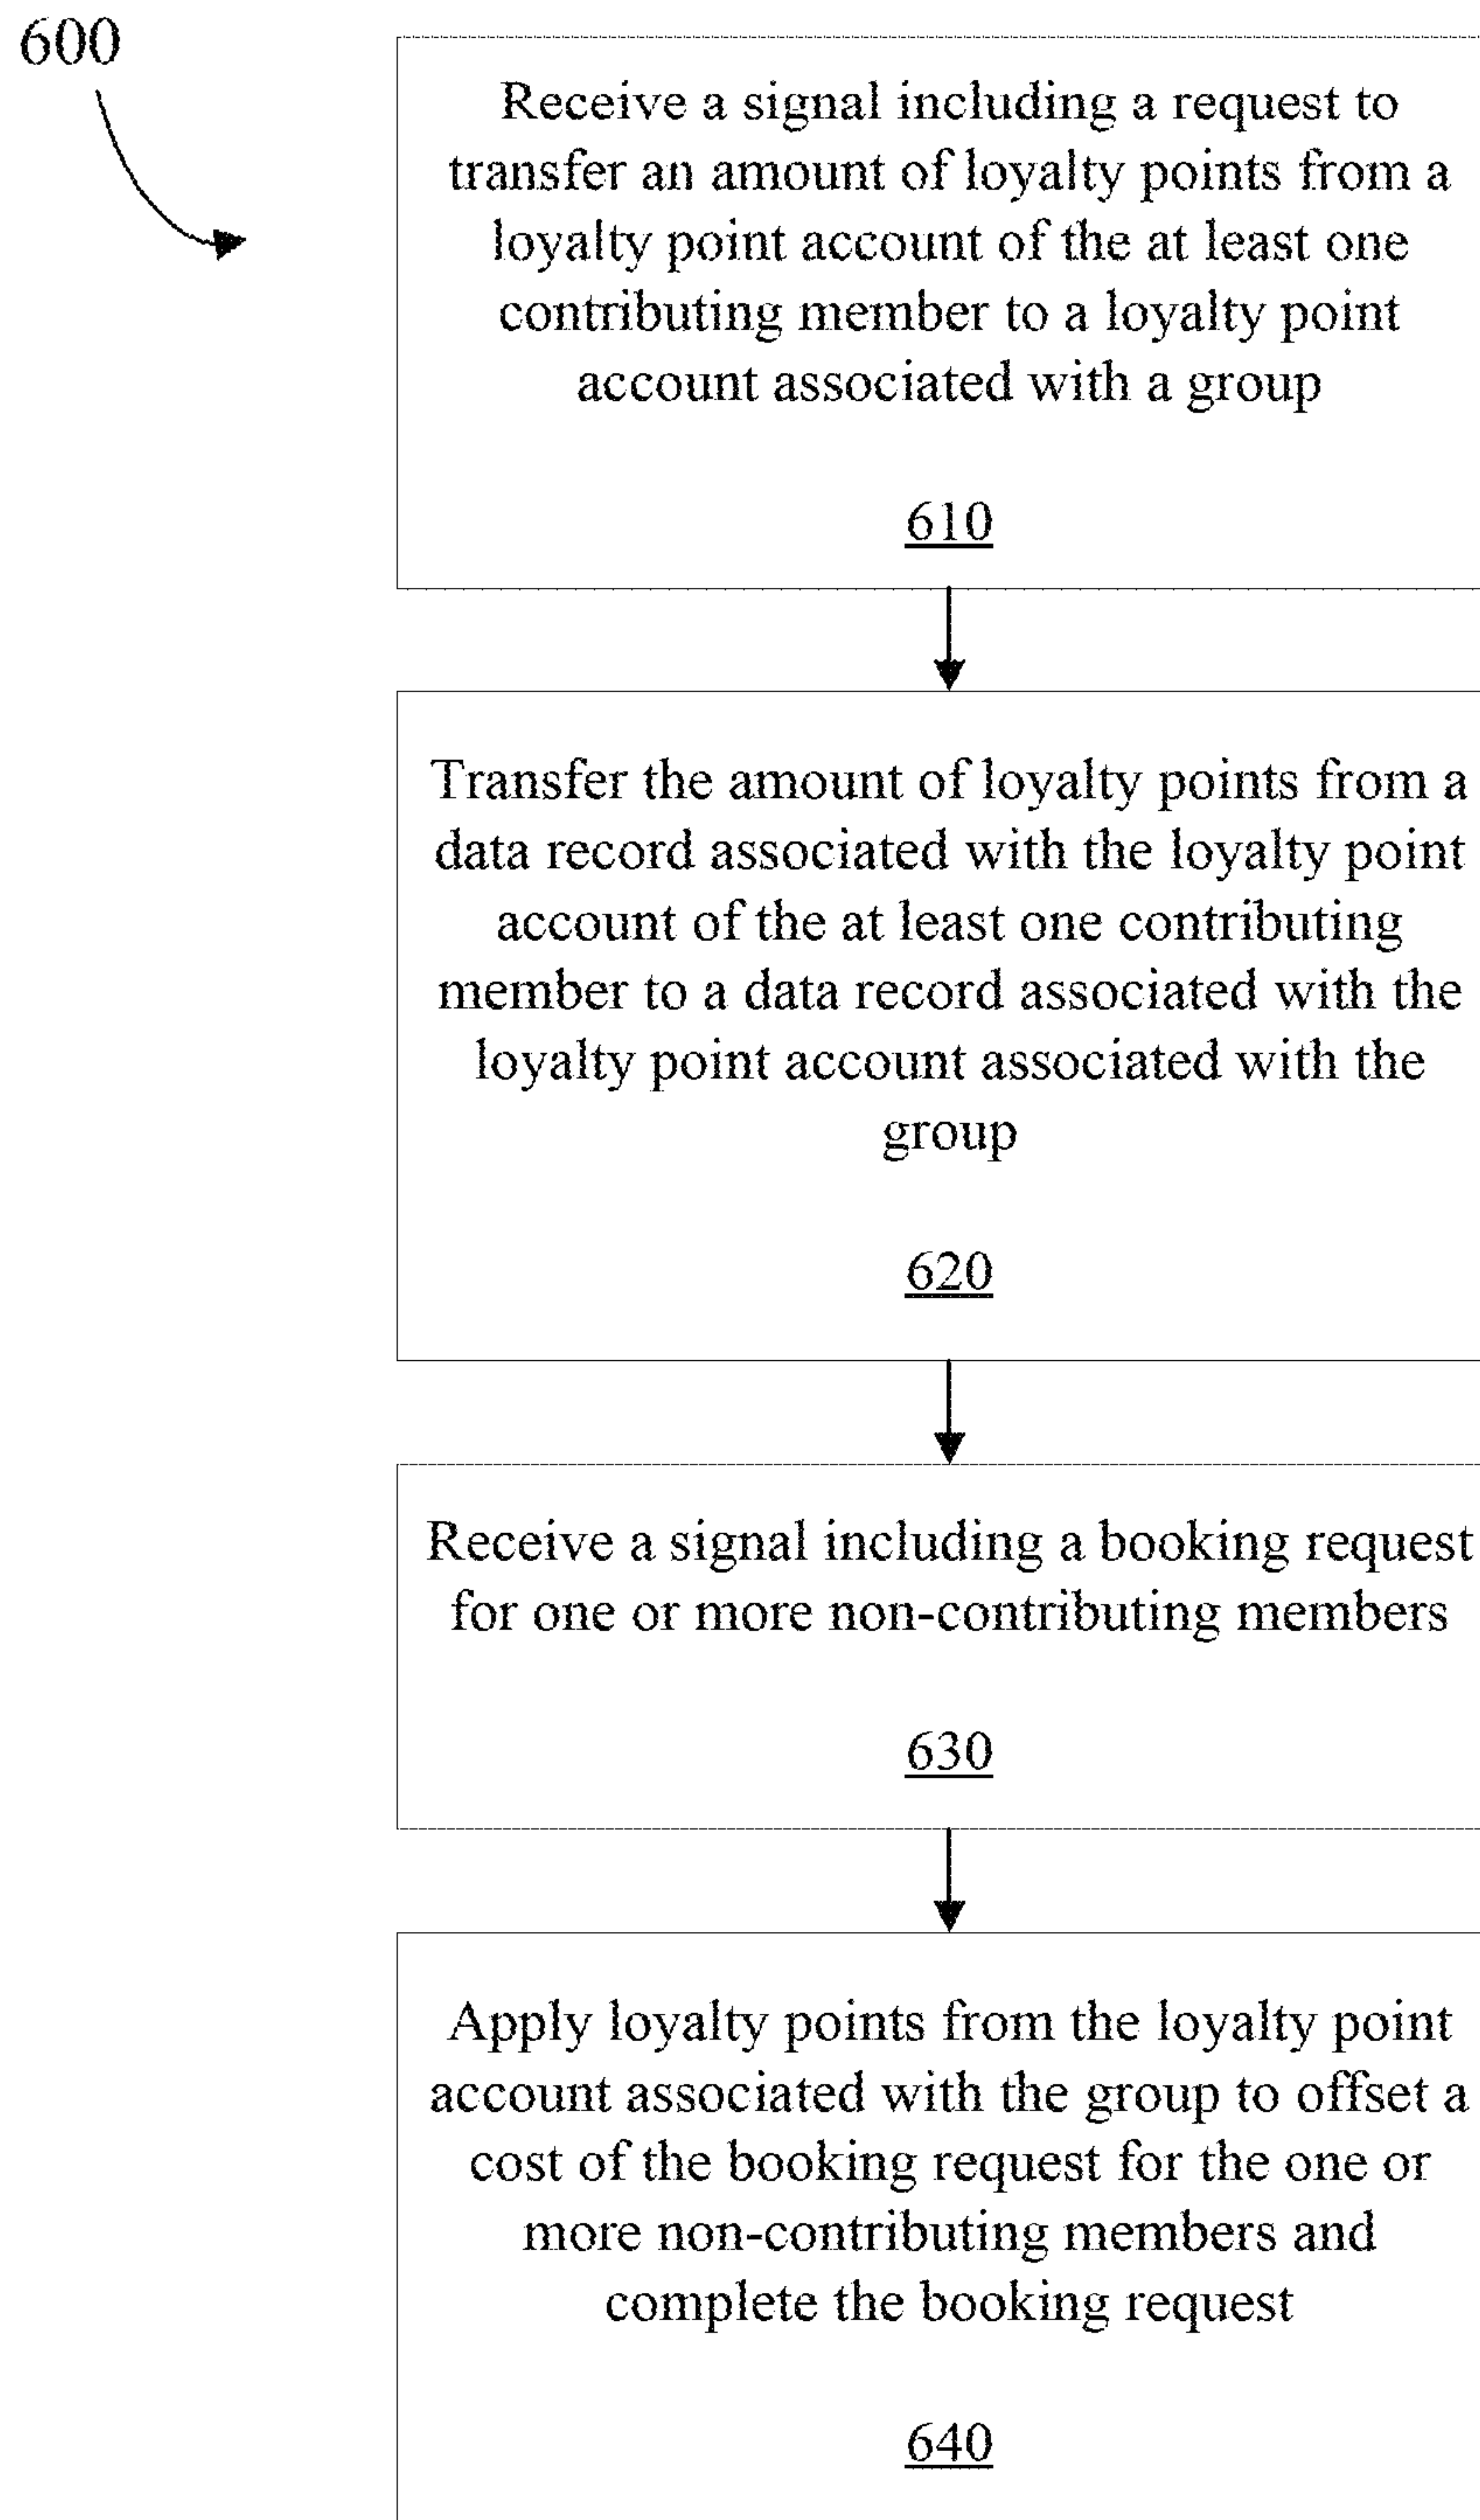 600
Receive a signal including a request to
transfer an amount of loyalty points from a
loyalty point account of the at least one
contributing member to a loyalty point
account associated with a group
610
Transfer the amount of loyalty points from a
data record associated with the loyalty point
account of the at least one contributing
member to a data record associated with the
loyalty point account associated with the
group
620
Receive a signal including a booking request
for one or more non-contributing members
630
Apply loyalty points from the loyalty point
account associated with the group to offset a
cost of the booking request for the one or
more non-contributing members and
complete the booking request
640